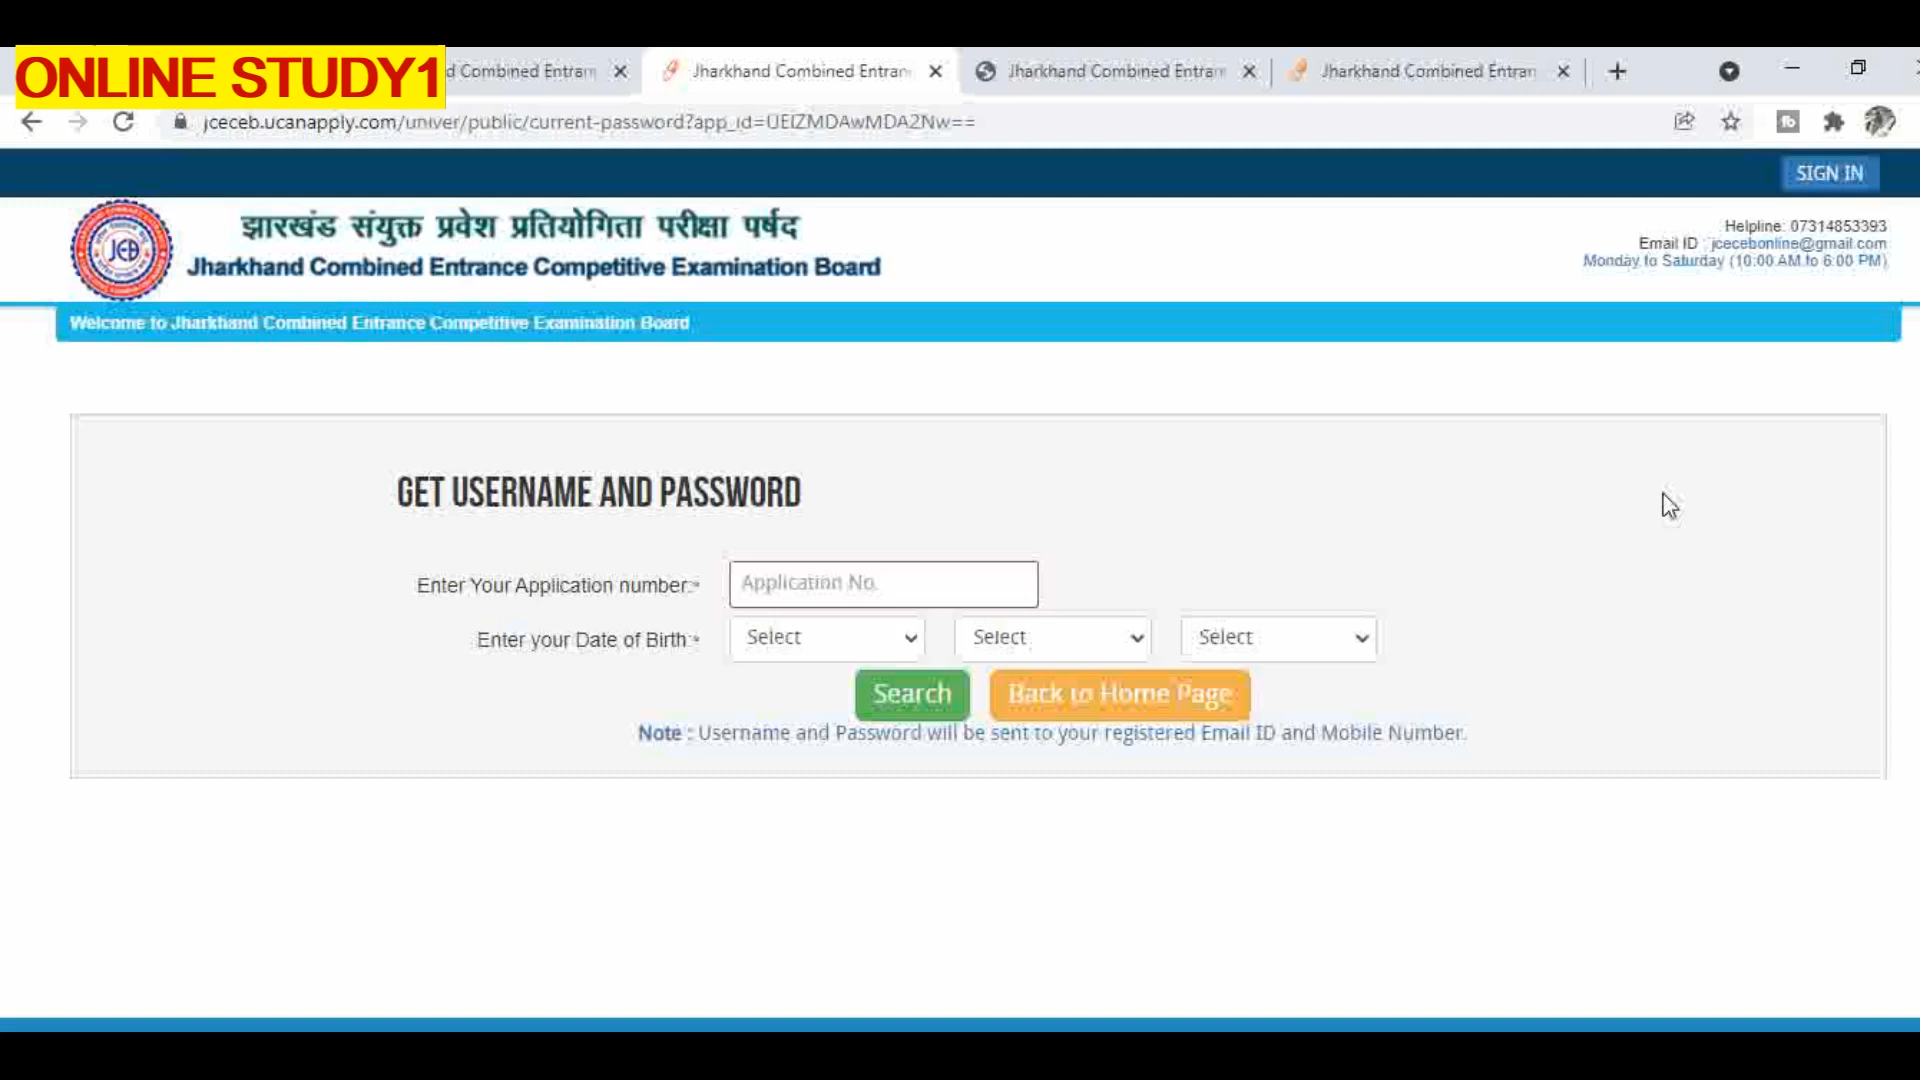 ONLINE STUDY1
d Combined Entran
Jharkhand Combined Entran
Jharkhand Combined Entran
Jharkhand Combined Entran
jceceb.ucanapply.com/univer/public/current-password?app_id=UElZMDAwMDA2Nw==
SIGN IN
झारखंड संयुक्त प्रवेश प्रतियोगिता परीक्षा पर्षद
Jharkhand Combined Entrance Competitive Examination Board
JCEB
Helpline: 07314853393
Email ID : jcecebonline@gmail.com
Monday to Saturday (10:00 AM to 6:00 PM)
Welcome to Jharkhand Combined Entrance Competitive Examination Board
GET USERNAME AND PASSWORD
Enter Your Application number:*
Application No.
Enter your Date of Birth:*
Select
Select
Select
Search
Back to Home Page
Note : Username and Password will be sent to your registered Email ID and Mobile Number.